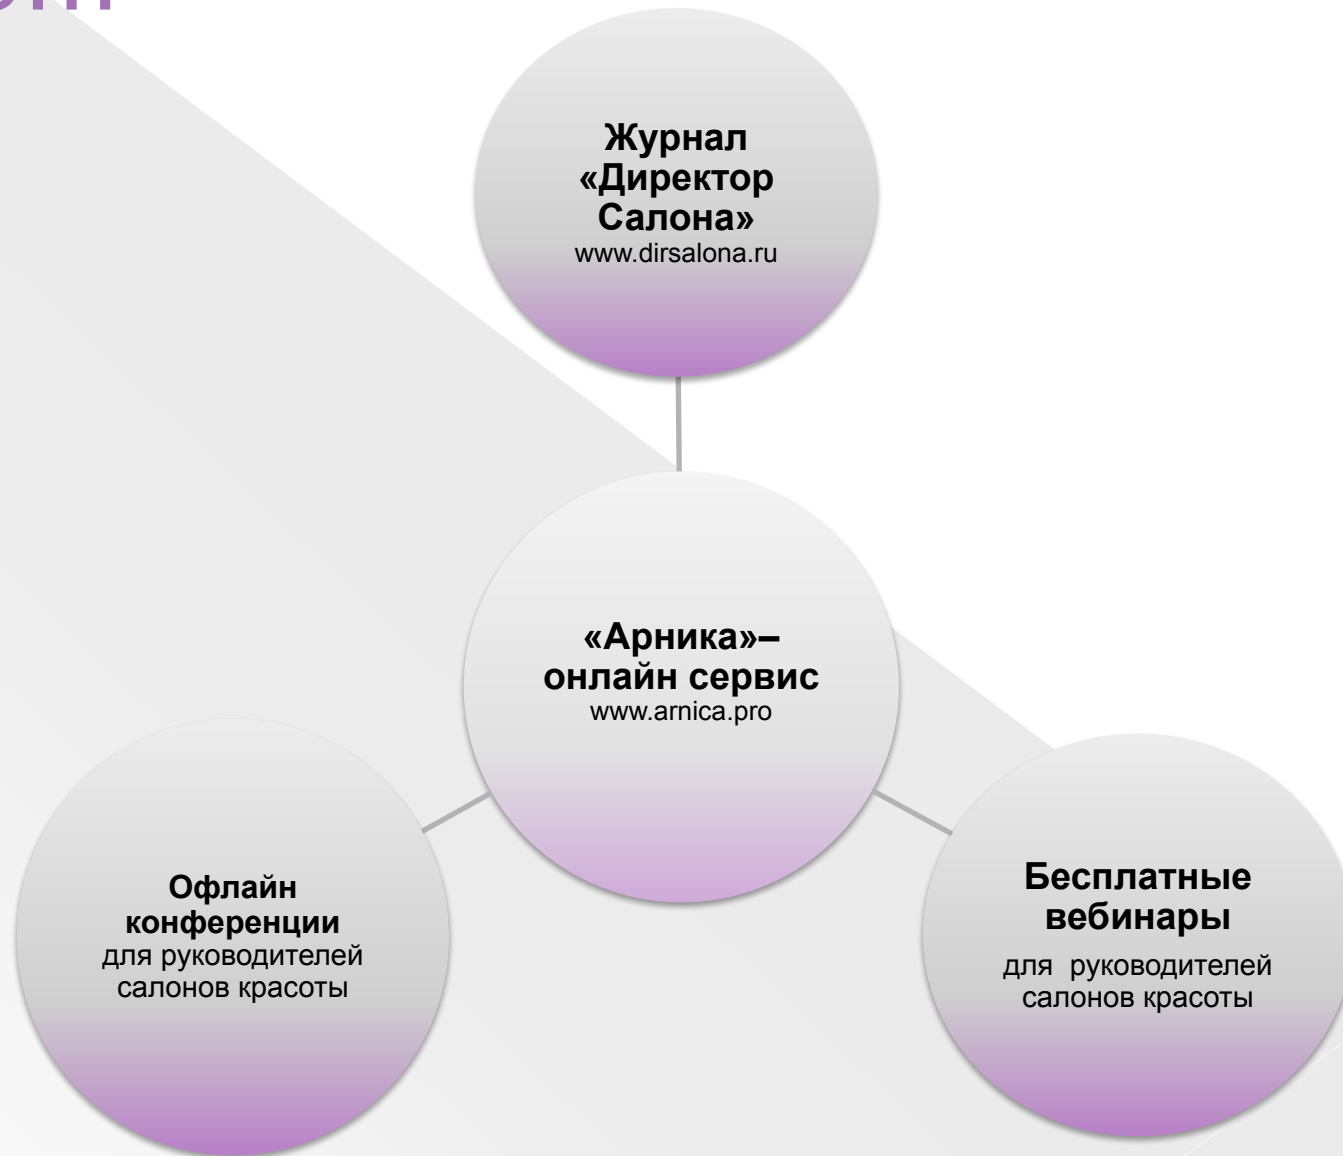 Журнал
«Директор
Салона»
www.dirsalona.ru
«Арника»–
онлайн сервис
www.arnica.pro
Офлайн
конференции
для руководителей
салонов красоты
Бесплатные
вебинары
для  руководителей
салонов красоты